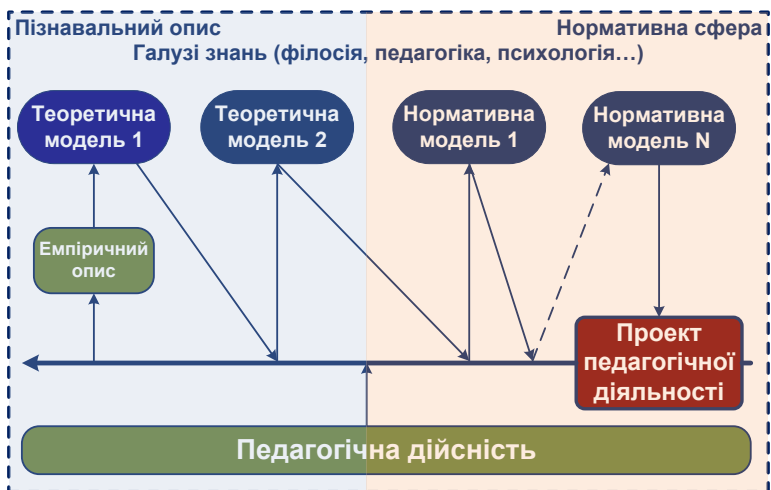 Пізнавальний опис
Нормативна сфера
Галузі знань (філосія, педагогіка, психологія...)
Теоретична
модель 1
Теоретична
модель 2
Нормативна
модель 1
Нормативна
модель N
Емпіричний
опис
Проект
педагогічної
діяльності
Педагогічна дійсність